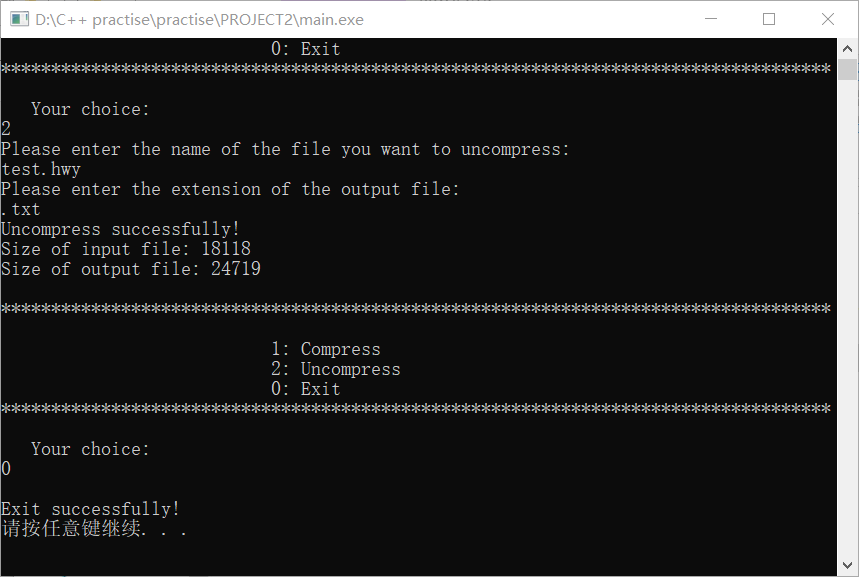 D:\C++ practise\practise\PROJECT2\main.exe
0: Exit
***********************************************************************************
Your choice:
2
Please enter the name of the file you want to uncompress:
test.hwy
Please enter the extension of the output file:
.txt
Uncompress successfully!
Size of input file: 18118
Size of output file: 24719
***********************************************************************************
1: Compress
2: Uncompress
0: Exit
***********************************************************************************
Your choice:
0
Exit successfully!
请按任意键继续. . .